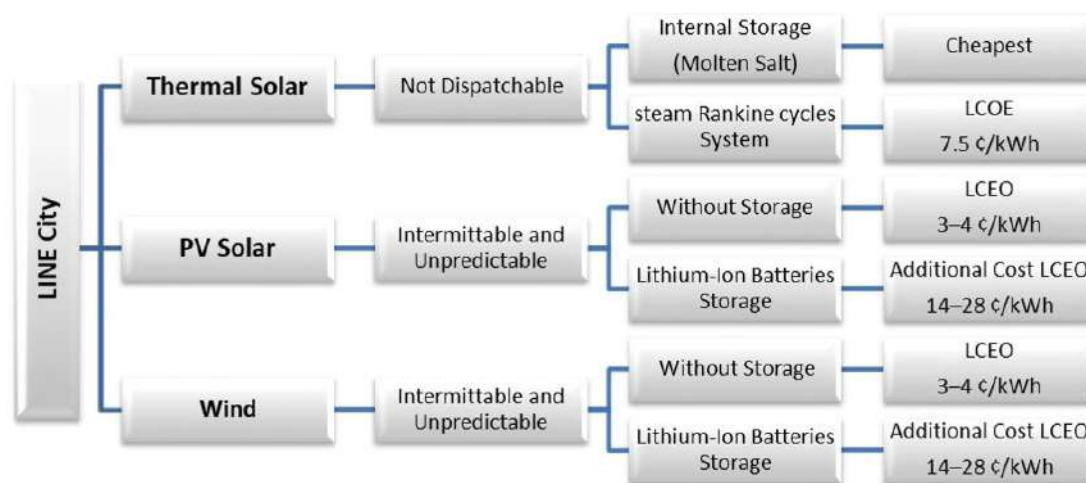 LINE City
Thermal Solar
Not Dispatchable
Internal Storage
(Molten Salt)
Cheapest
steam Rankine cycles
System
LCOE
7.5 ¢/kWh
PV Solar
Intermittable and
Unpredictable
Without Storage
LCEO
3–4 ¢/kWh
Lithium-Ion Batteries
Storage
Additional Cost LCEO
14–28 ¢/kWh
Wind
Intermittable and
Unpredictable
Without Storage
LCEO
3–4 ¢/kWh
Lithium-Ion Batteries
Storage
Additional Cost LCEO
14–28 ¢/kWh